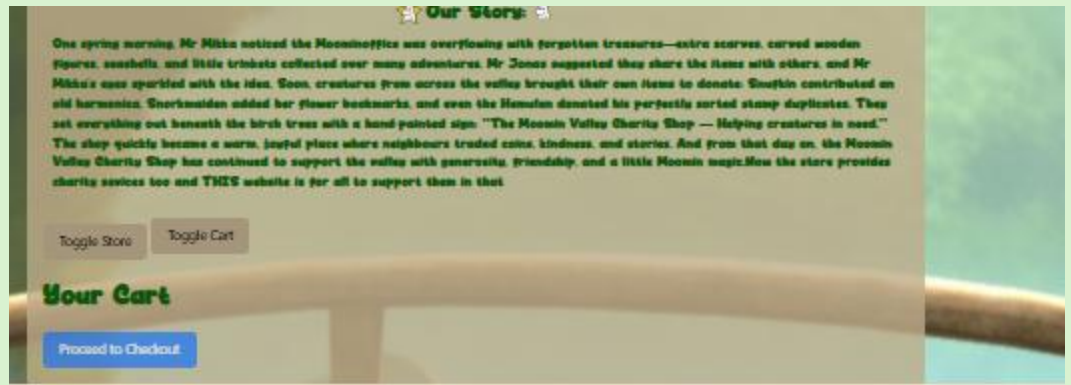 Our Story:
One spring morning, Mr Mikko noticed the Moominoffice was overflowing with forgotten treasures—extra scarves, carved wooden
figures, seashells, and little trinkets collected over many adventures. Mr Jonas suggested they share the items with others, and Mr
Mikko's eyes sparkled with the idea. Soon, creatures from across the valley brought their own items to donate: Snufkin contributed an
old harmonica, Snorkmaiden added her flower bookmarks, and even the Hemulen donated his perfectly sorted stamp duplicates. They
set everything out beneath the birch trees with a hand-painted sign: "The Moomin Valley Charity Shop — Helping creatures in need."
The shop quickly became a warm, joyful place where neighbours traded coins, kindness, and stories. And from that day on, the Moomin
Valley Charity Shop has continued to support the valley with generosity, friendship, and a little Moomin magic.Now the store provides
charity sevices too and THIS website is for all to support them in that
Toggle Store
Toggle Cart
Your Cart
Proceed to Checkout